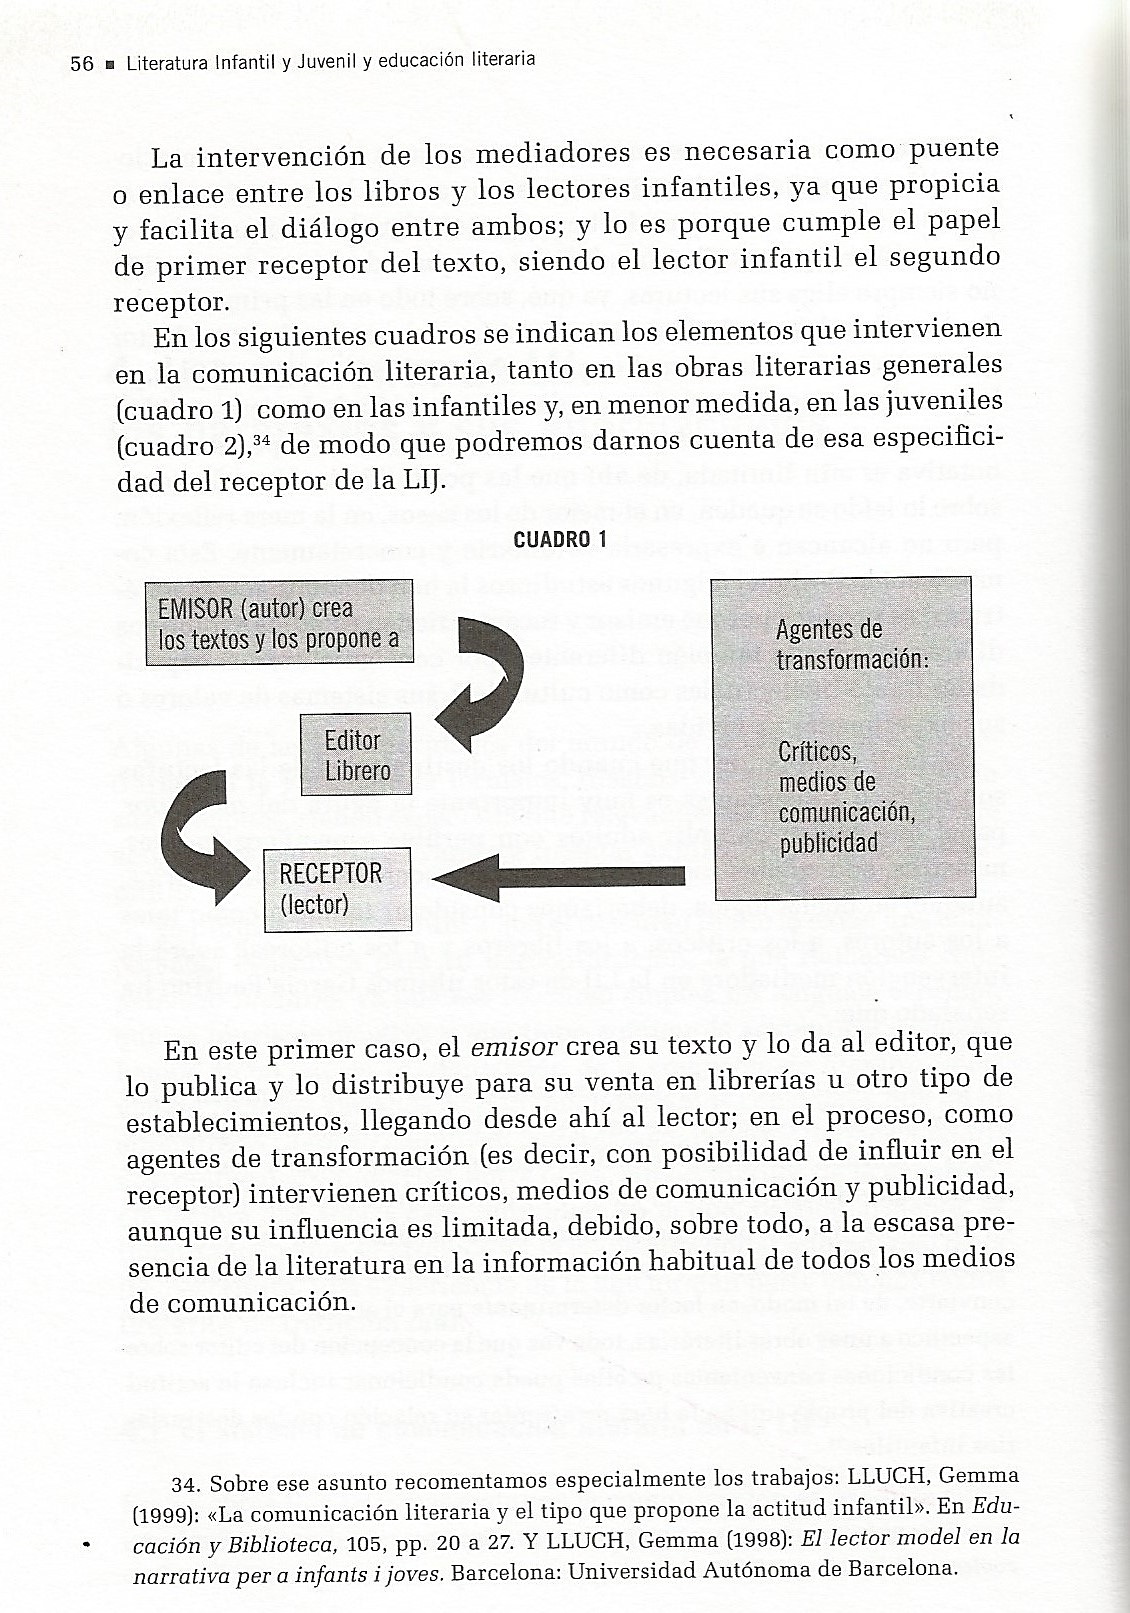 56 ■ Literatura Infantil y Juvenil y educación literaria
La intervención de los mediadores es necesaria como puente
o enlace entre los libros y los lectores infantiles, ya que propicia
y facilita el diálogo entre ambos; y lo es porque cumple el papel
de primer receptor del texto, siendo el lector infantil el segundo
receptor.
En los siguientes cuadros se indican los elementos que intervienen
en la comunicación literaria, tanto en las obras literarias generales
(cuadro 1) como en las infantiles y, en menor medida, en las juveniles
(cuadro 2),³⁴ de modo que podremos darnos cuenta de esa especifici-
dad del receptor de la LIJ.
CUADRO 1
EMISOR (autor) crea
los textos y los propone a
Editor
Librero
RECEPTOR
(lector)
Agentes de
transformación:
Críticos,
medios de
comunicación,
publicidad
En este primer caso, el emisor crea su texto y lo da al editor, que
lo publica y lo distribuye para su venta en librerías u otro tipo de
establecimientos, llegando desde ahí al lector; en el proceso, como
agentes de transformación (es decir, con posibilidad de influir en el
receptor) intervienen críticos, medios de comunicación y publicidad,
aunque su influencia es limitada, debido, sobre todo, a la escasa pre-
sencia de la literatura en la información habitual de todos los medios
de comunicación.
34. Sobre ese asunto recomentamos especialmente los trabajos: LLUCH, Gemma
(1999): «La comunicación literaria y el tipo que propone la actitud infantil». En Edu-
cación y Biblioteca, 105, pp. 20 a 27. Y LLUCH, Gemma (1998): El lector model en la
narrativa per a infants i joves. Barcelona: Universidad Autónoma de Barcelona.